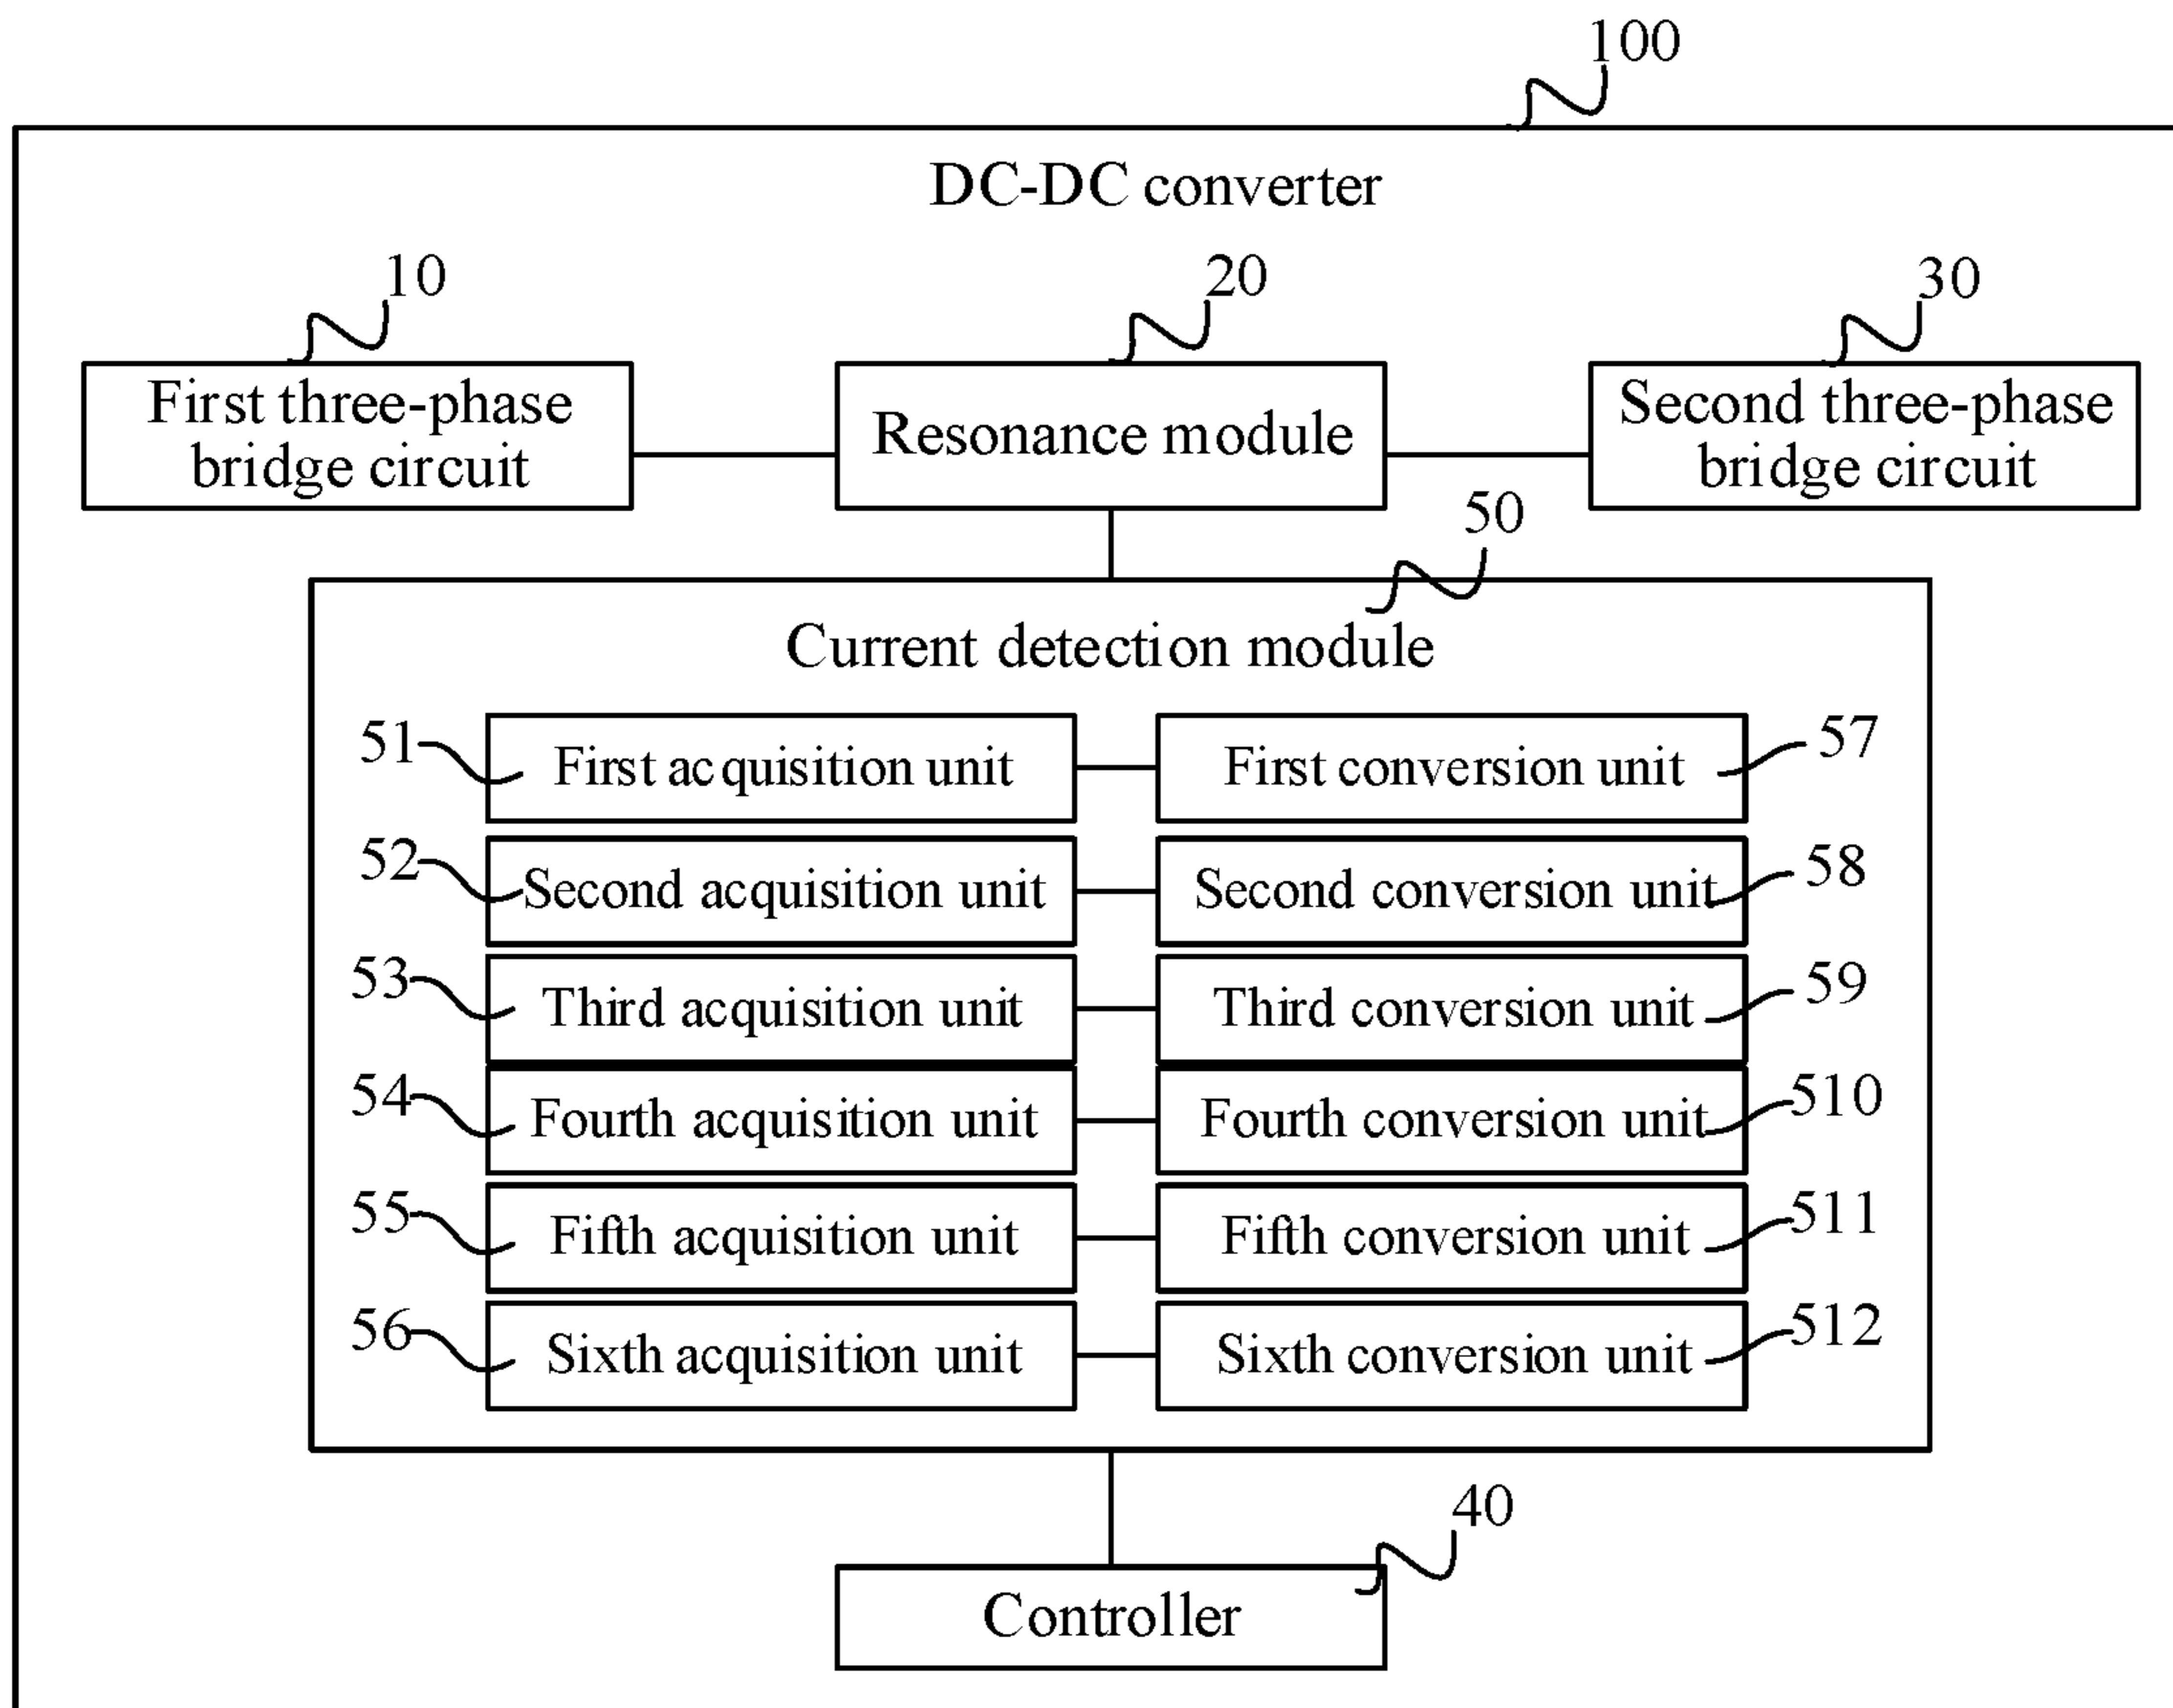 100
DC-DC converter
10
20
30
First three-phase
bridge circuit
Resonance module
Second three-phase
bridge circuit
50
Current detection module
51
First acquisition unit
First conversion unit
57
52
Second acquisition unit
Second conversion unit
58
53
Third acquisition unit
Third conversion unit
59
54
Fourth acquisition unit
Fourth conversion unit
510
55
Fifth acquisition unit
Fifth conversion unit
511
56
Sixth acquisition unit
Sixth conversion unit
512
40
Controller